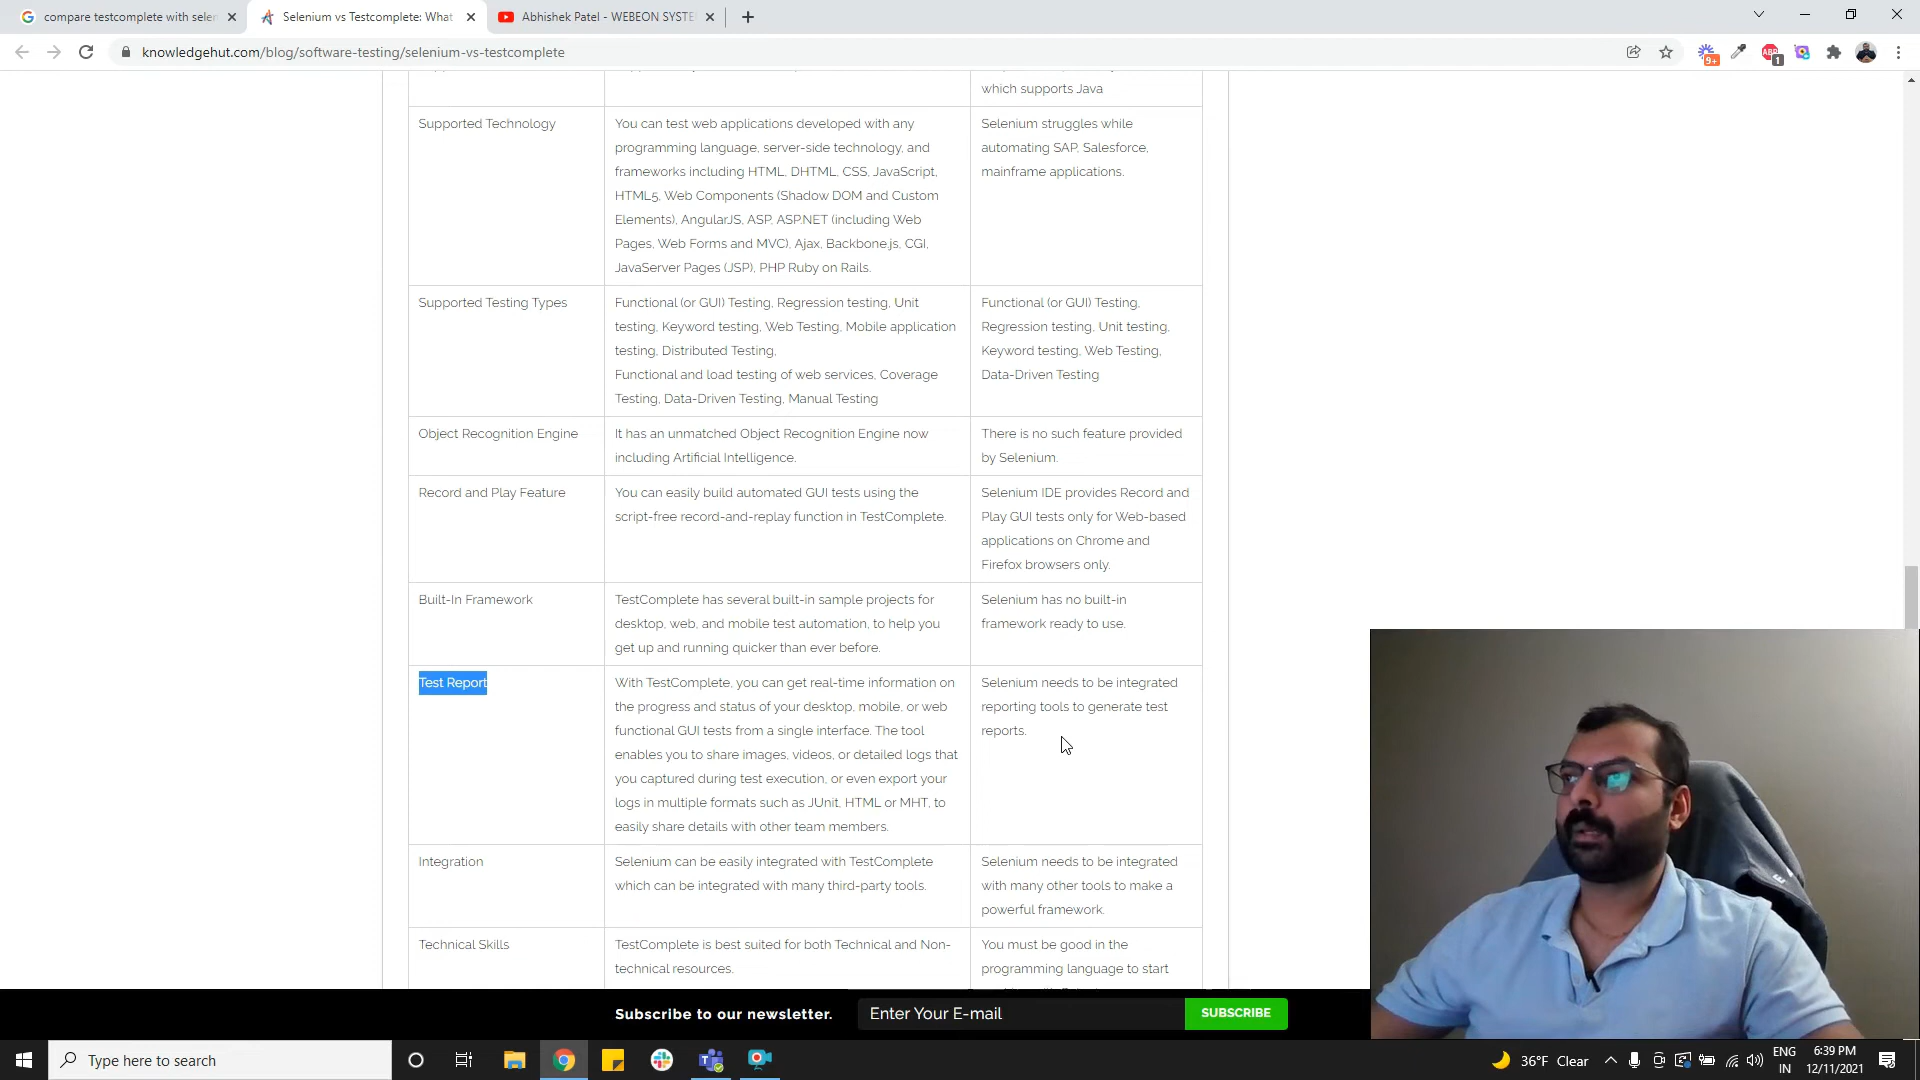 compare testcomplete with seler
Selenium vs Testcomplete: What
Abhishek Patel - WEBEON SYSTE
knowledgehut.com/blog/software-testing/selenium-vs-testcomplete
9+
ABP
1
which supports Java
Supported Technology
You can test web applications developed with any
programming language, server-side technology, and
frameworks including HTML, DHTML, CSS, JavaScript,
HTML5, Web Components (Shadow DOM and Custom
Elements), AngularJS, ASP, ASP.NET (including Web
Pages, Web Forms and MVC), Ajax, Backbone.js, CGI,
JavaServer Pages (JSP), PHP Ruby on Rails.
Selenium struggles while
automating SAP, Salesforce,
mainframe applications.
Supported Testing Types
Functional (or GUI) Testing, Regression testing, Unit
testing, Keyword testing, Web Testing, Mobile application
testing, Distributed Testing,
Functional and load testing of web services, Coverage
Testing, Data-Driven Testing, Manual Testing
Functional (or GUI) Testing,
Regression testing, Unit testing,
Keyword testing, Web Testing,
Data-Driven Testing
Object Recognition Engine
It has an unmatched Object Recognition Engine now
including Artificial Intelligence.
There is no such feature provided
by Selenium.
Record and Play Feature
You can easily build automated GUI tests using the
script-free record-and-replay function in TestComplete.
Selenium IDE provides Record and
Play GUI tests only for Web-based
applications on Chrome and
Firefox browsers only.
Built-In Framework
TestComplete has several built-in sample projects for
desktop, web, and mobile test automation, to help you
get up and running quicker than ever before.
Selenium has no built-in
framework ready to use.
Test Report
With TestComplete, you can get real-time information on
the progress and status of your desktop, mobile, or web
functional GUI tests from a single interface. The tool
enables you to share images, videos, or detailed logs that
you captured during test execution, or even export your
logs in multiple formats such as JUnit, HTML or MHT, to
easily share details with other team members.
Selenium needs to be integrated
reporting tools to generate test
reports.
Integration
Selenium can be easily integrated with TestComplete
which can be integrated with many third-party tools.
Selenium needs to be integrated
with many other tools to make a
powerful framework.
Technical Skills
TestComplete is best suited for both Technical and Non-
technical resources.
You must be good in the
programming language to start
Subscribe to our newsletter.
Enter Your E-mail
SUBSCRIBE
Type here to search
36°F Clear
ENG
IN
6:39 PM
12/11/2021